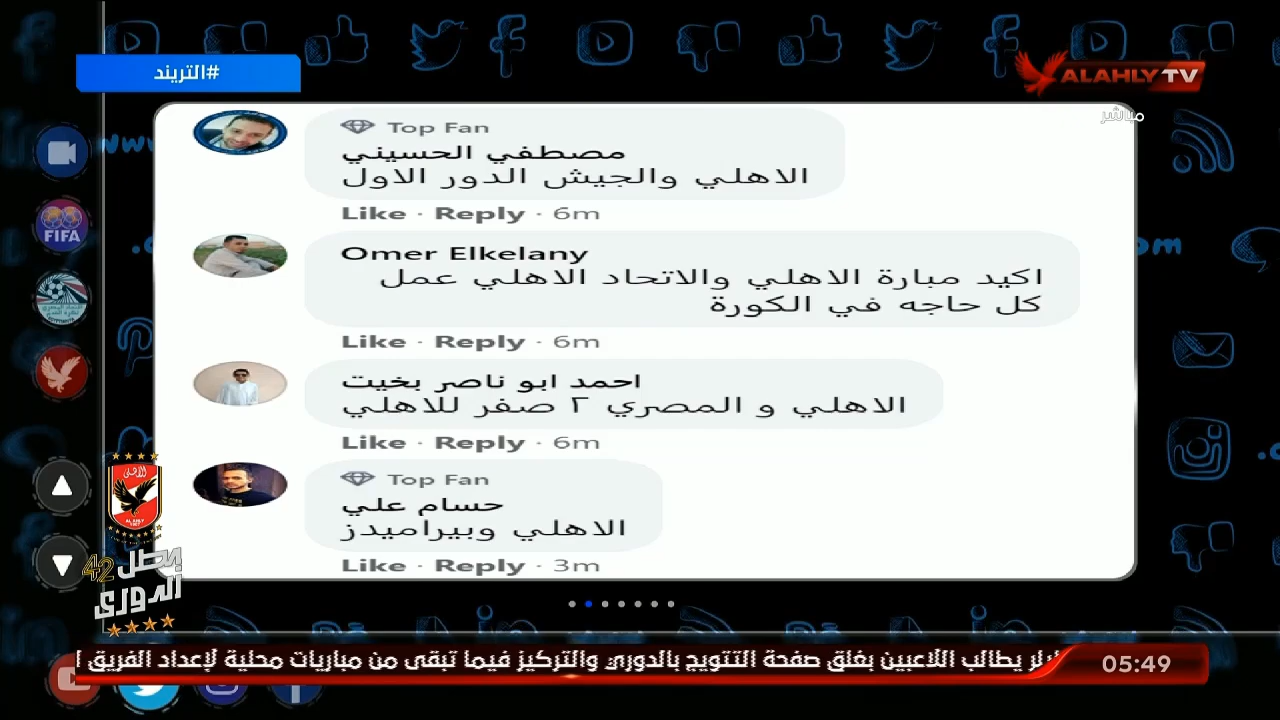 #التريند
ALAHLY TV
مباشر
Top Fan
مصطفي الحسيني
الاهلي والجيش الدور الاول
Like · Reply · 6m
Omer Elkelany
اكيد مبارة الاهلي والاتحاد الاهلي عمل
كل حاجه في الكورة
Like · Reply · 6m
احمد ابو ناصر بخيت
الاهلي و المصري ٢ صفر للاهلي
Like · Reply · 6m
Top Fan
حسام علي
الاهلي وبيراميدز
Like · Reply · 3m
FIFA
الأهلي
بطل الدورى
42
يطالب اللاعبين بغلق صفحة التتويج بالدوري والتركيز فيما تبقى من مباريات محلية لإعداد الفريق
05:49